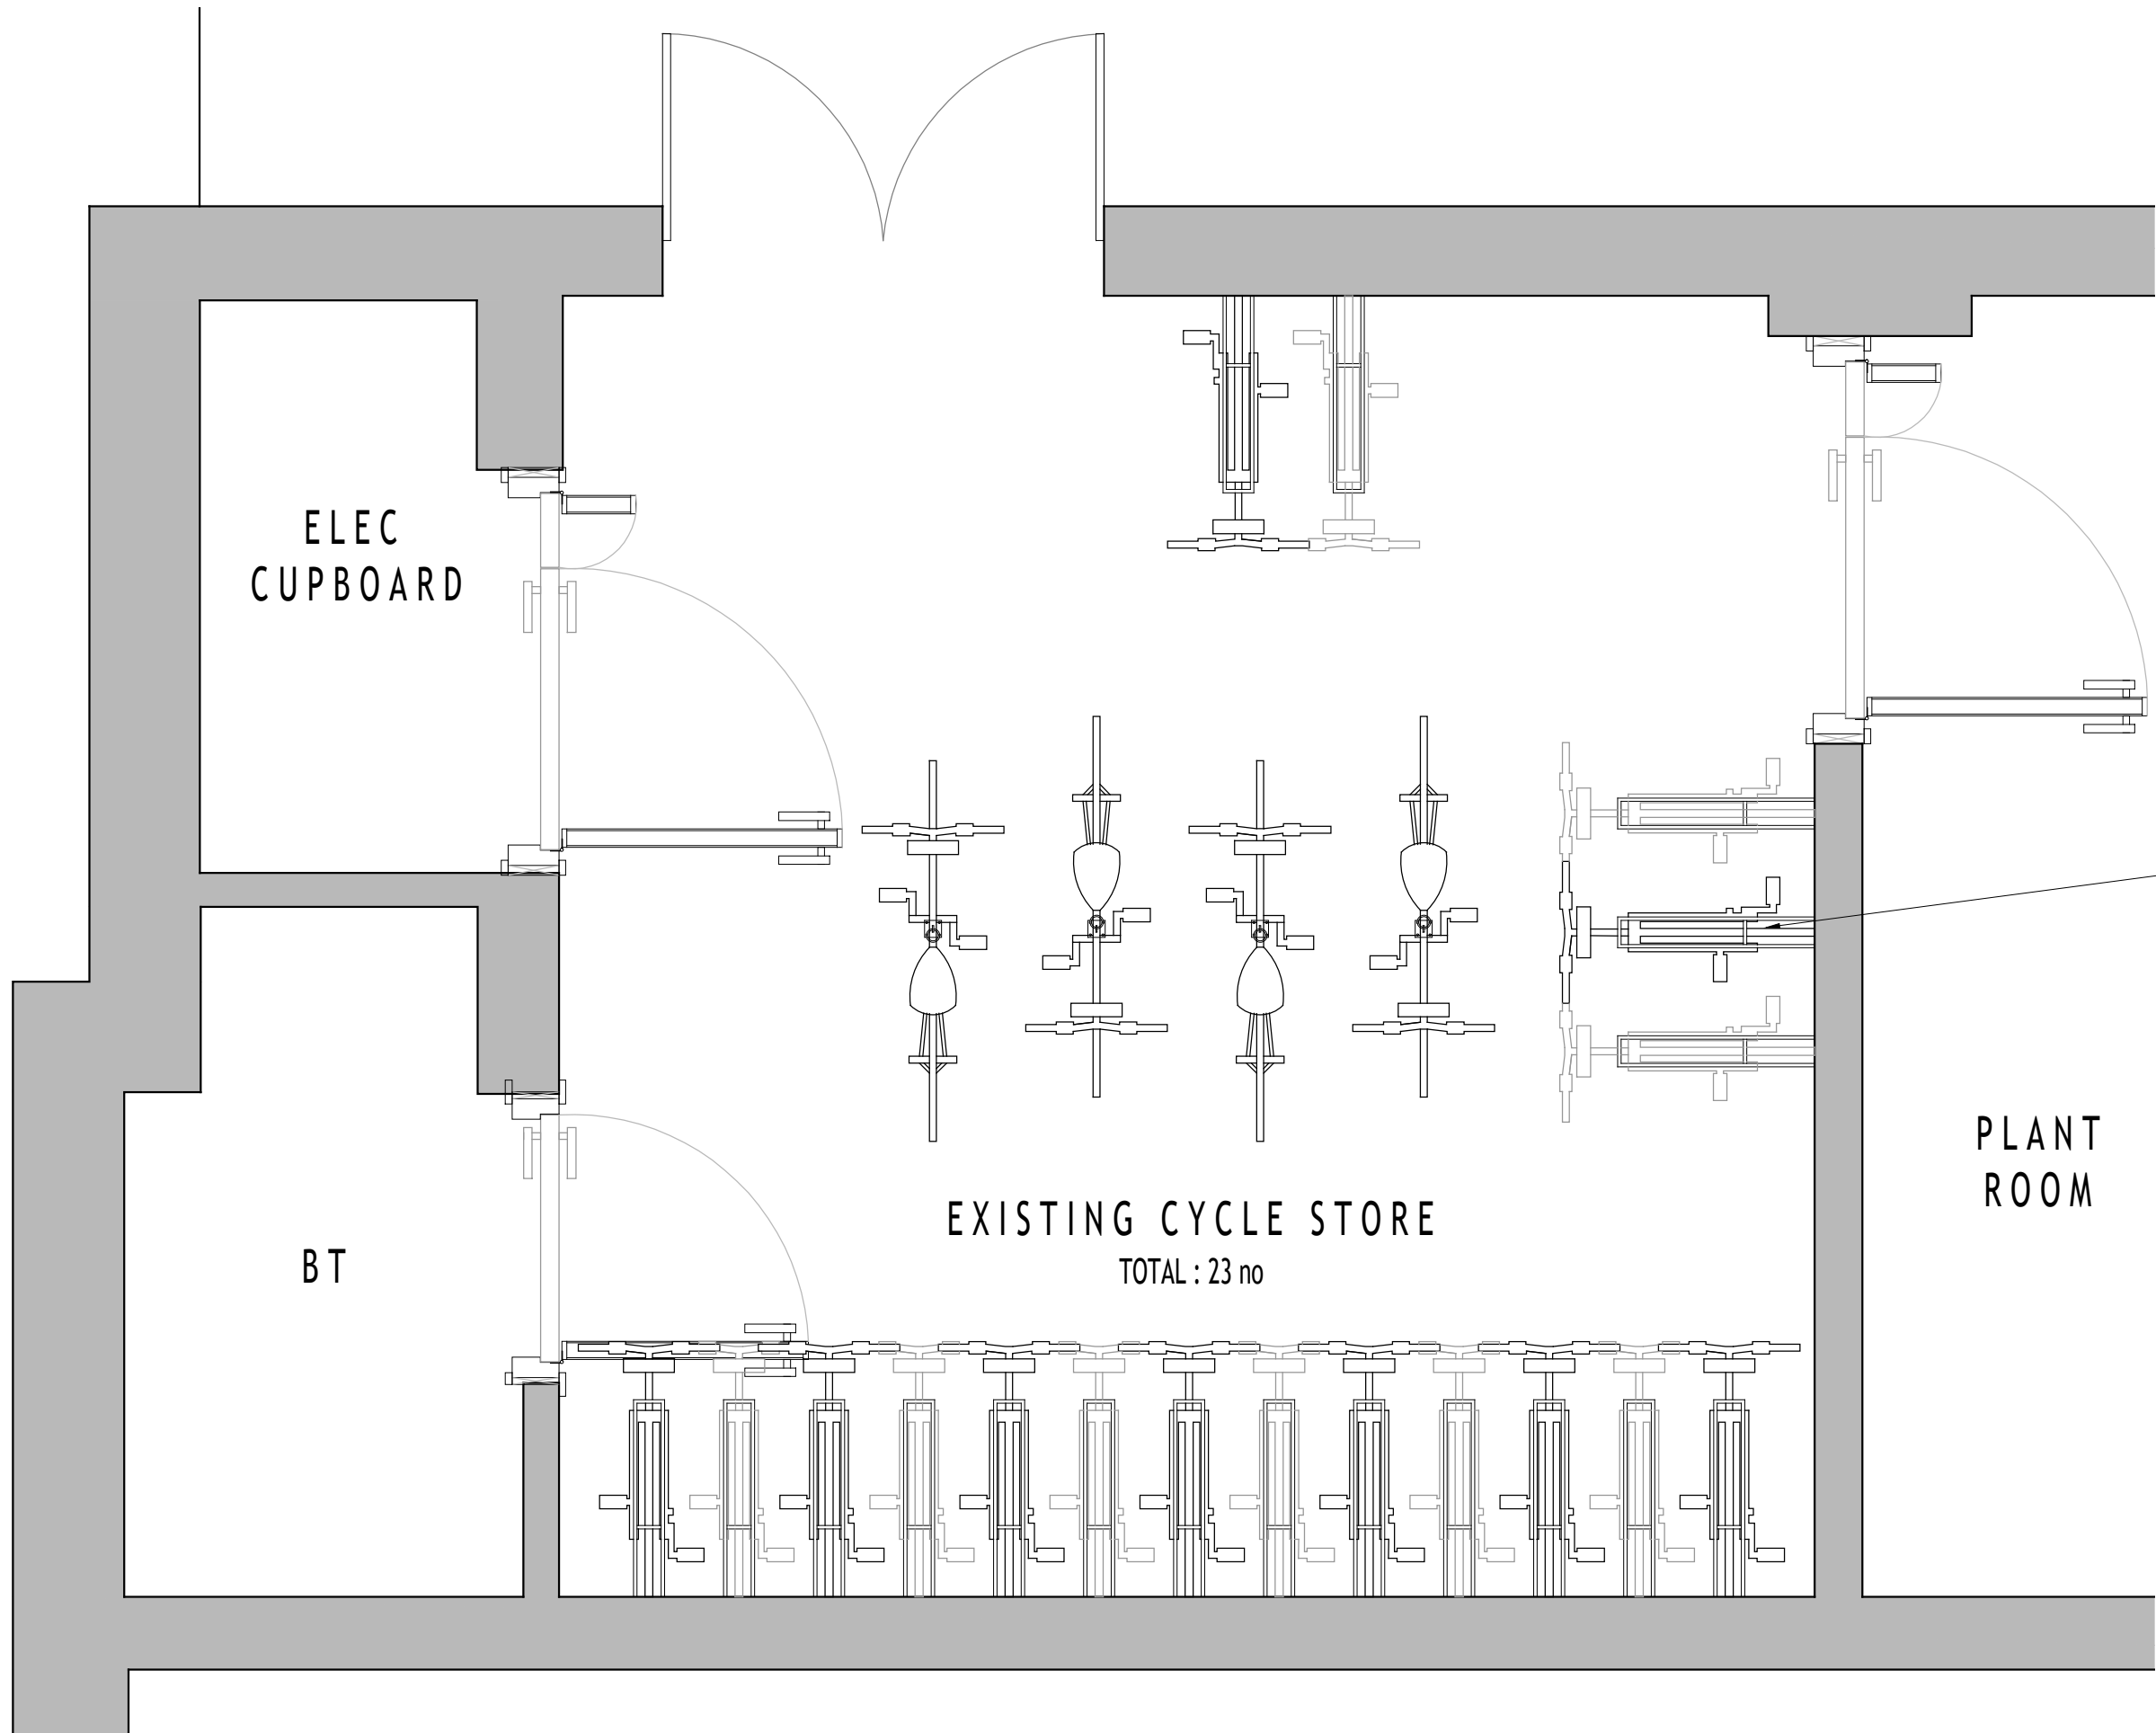 ELEC
CUPBOARD
EXISTING CYCLE STORE
TOTAL : 23 no
BT
PLANT
ROOM